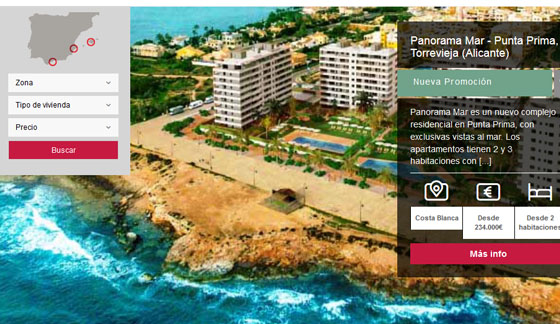 Zona
Tipo de vivienda
Precio
Buscar
Panorama Mar - Punta Prima,
Torrevieja (Alicante)
Nueva Promoción
Panorama Mar es un nuevo complejo
residencial en Punta Prima, con
exclusivas vistas al mar. Los
apartamentos tienen 2 y 3
habitaciones con [...]
€
Costa Blanca
Desde
234.000€
Desde 2
habitaciones
Más info